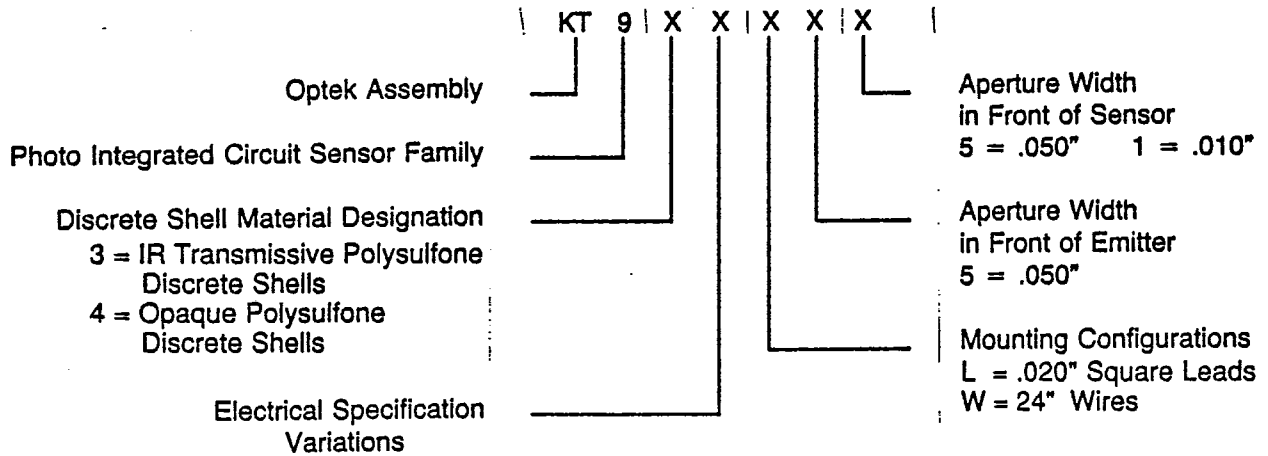 KT 9 X X X X X
Optek Assembly
Photo Integrated Circuit Sensor Family
Discrete Shell Material Designation
3 = IR Transmissive Polysulfone
Discrete Shells
4 = Opaque Polysulfone
Discrete Shells
Electrical Specification
Variations
Aperture Width
in Front of Sensor
5 = .050" 1 = .010"
Aperture Width
in Front of Emitter
5 = .050"
Mounting Configurations
L = .020" Square Leads
W = 24" Wires